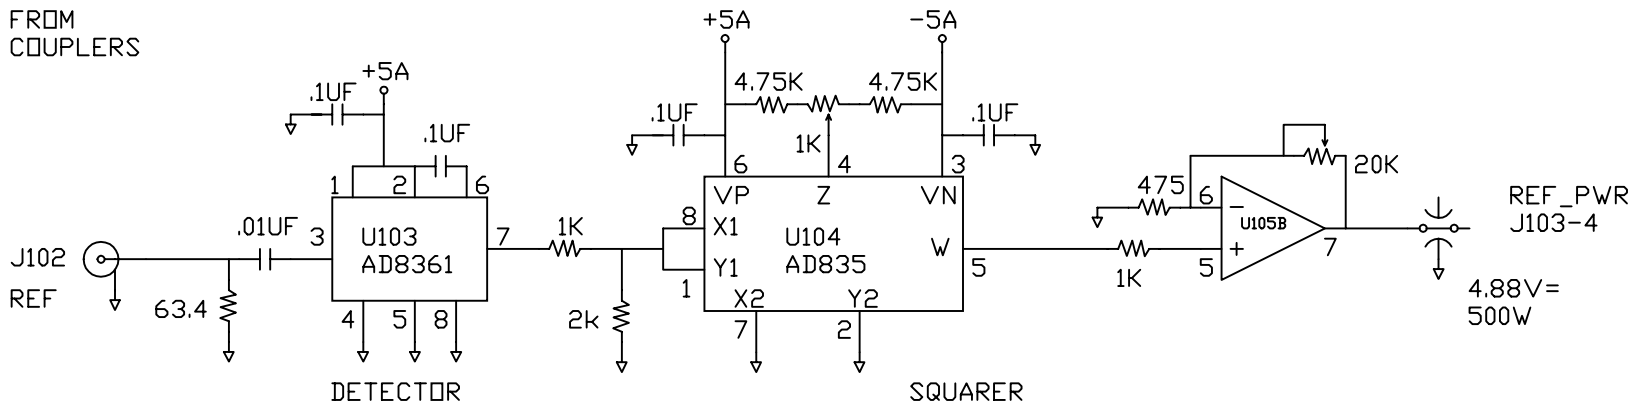 FROM
COUPLERS
+5A
-5A
+5A
.1UF
.1UF
4.75K
4.75K
.1UF
.1UF
1K
6
4
3
1
2
6
VP
Z
VN
475
6
20K
REF_PWR
J103-4
J102
REF
.01UF
3
U103
AD8361
7
1K
8
X1
Y1
1
U104
AD835
W
5
1K
-
+
U105B
5
7
63.4
4
5
8
2k
X2
Y2
7
2
4.88V=
500W
DETECTOR
SQUARER